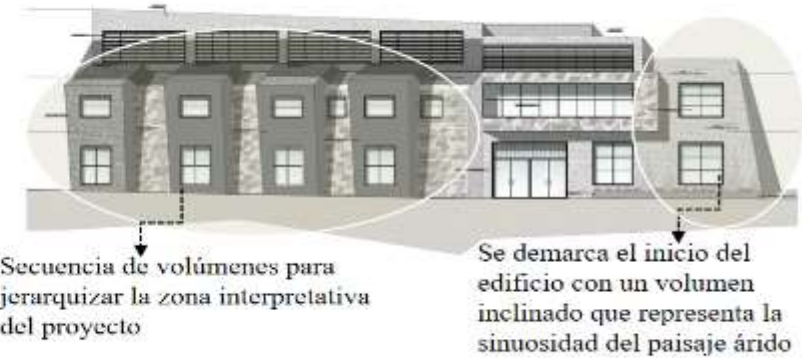 Secuencia de volúmenes para
jerarquizar la zona interpretativa
del proyecto
Se demarca el inicio del
edificio con un volumen
inclinado que representa la
sinuosidad del paisaje árido